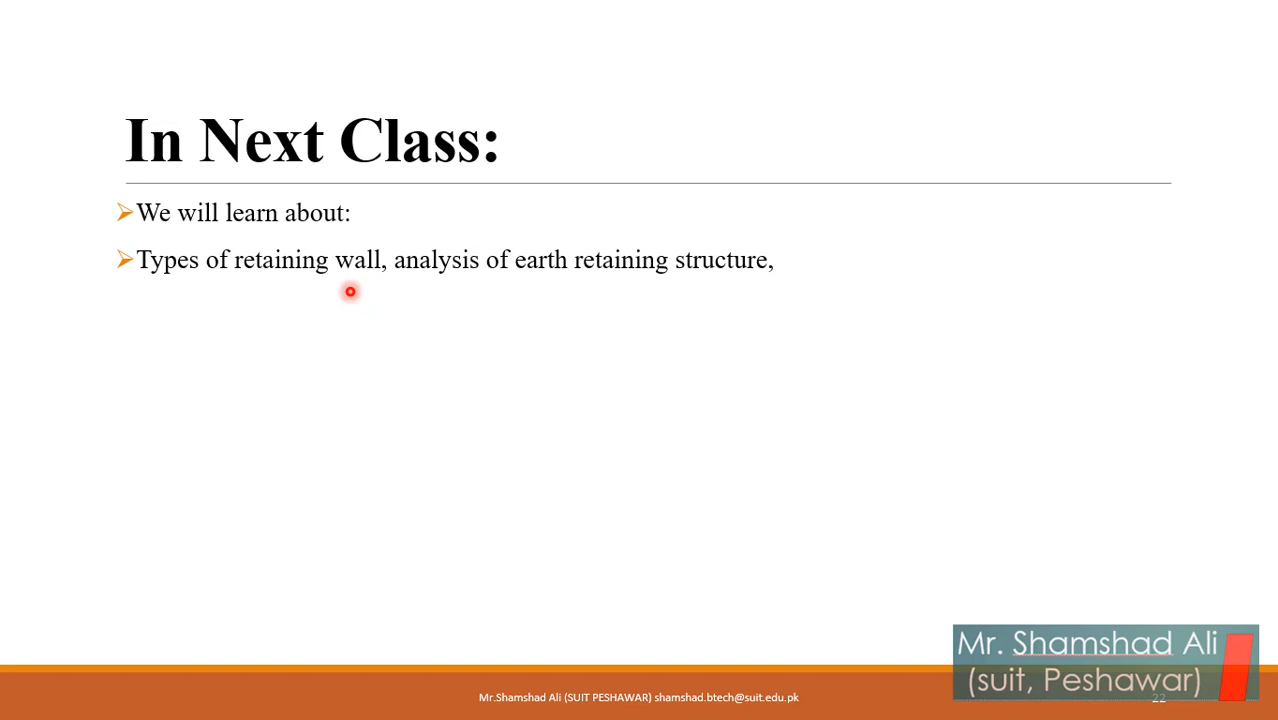 In Next Class:
We will learn about:
Types of retaining wall, analysis of earth retaining structure,
Mr. Shamshad Ali
(suit, Peshawar)
Mr.Shamshad Ali (SUIT PESHAWAR) shamshad.btech@suit.edu.pk
22